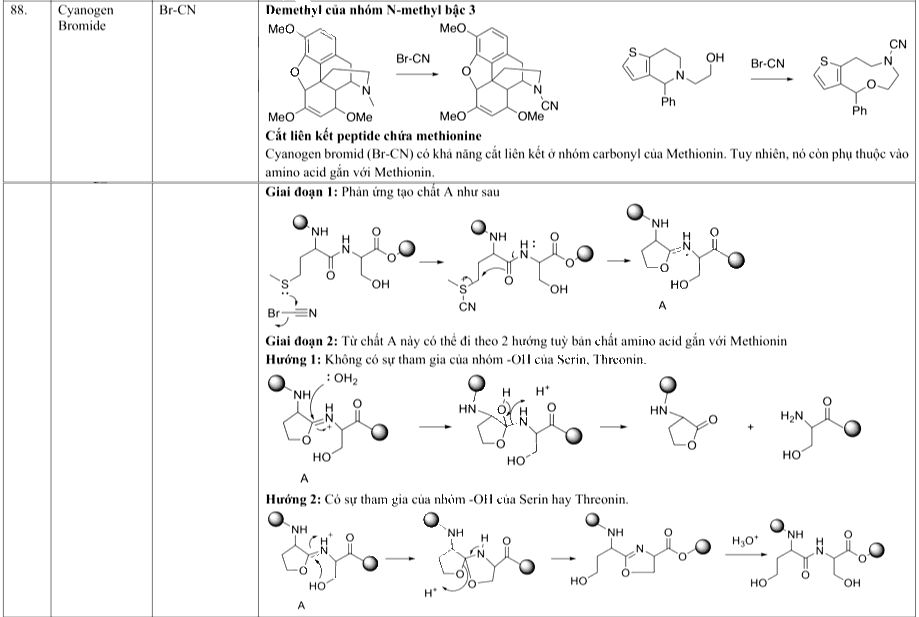 88. Cyanogen Bromide Br-CN Demethyl của nhóm N-methyl bậc 3
MeO O MeO OMe N Br-CN MeO O MeO OMe N CN S N OH Ph Br-CN S N CN O Ph
Cắt liên kết peptide chứa methionine
Cyanogen bromid (Br-CN) có khả năng cắt liên kết ở nhóm carbonyl của Methionin. Tuy nhiên, nó còn phụ thuộc vào
amino acid gắn với Methionin.
Giai đoạn 1: Phản ứng tạo chất A như sau
NH H N O O O S OH Br N
NH H N O O O S CN OH
NH H N O O HO A
Giai đoạn 2: Từ chất A này có thể đi theo 2 hướng tuỳ bản chất amino acid gắn với Methionin
Hướng 1: Không có sự tham gia của nhóm -OH của Serin, Threonin.
NH :OH2 H N O O HO A
HN H O H+ H N O O HO
HN O O + H2N O HO
Hướng 2: Có sự tham gia của nhóm -OH của Serin hay Threonin.
NH H+ N O O HO A
NH H N O O O H+
NH N O O O HO H3O+
NH H N O O O HO OH